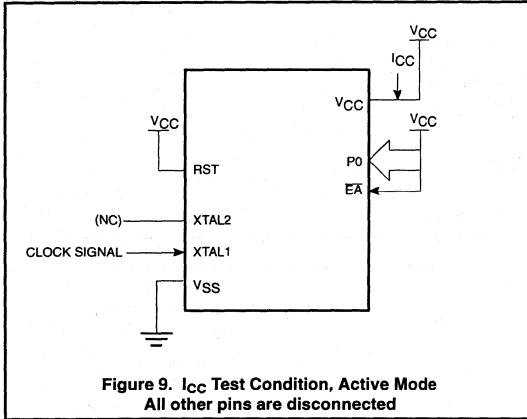 VCC
ICC
VCC
VCC
VCC
P0
RST
EA
(NC)
XTAL2
CLOCK SIGNAL
XTAL1
VSS
Figure 9. ICC Test Condition, Active Mode
All other pins are disconnected